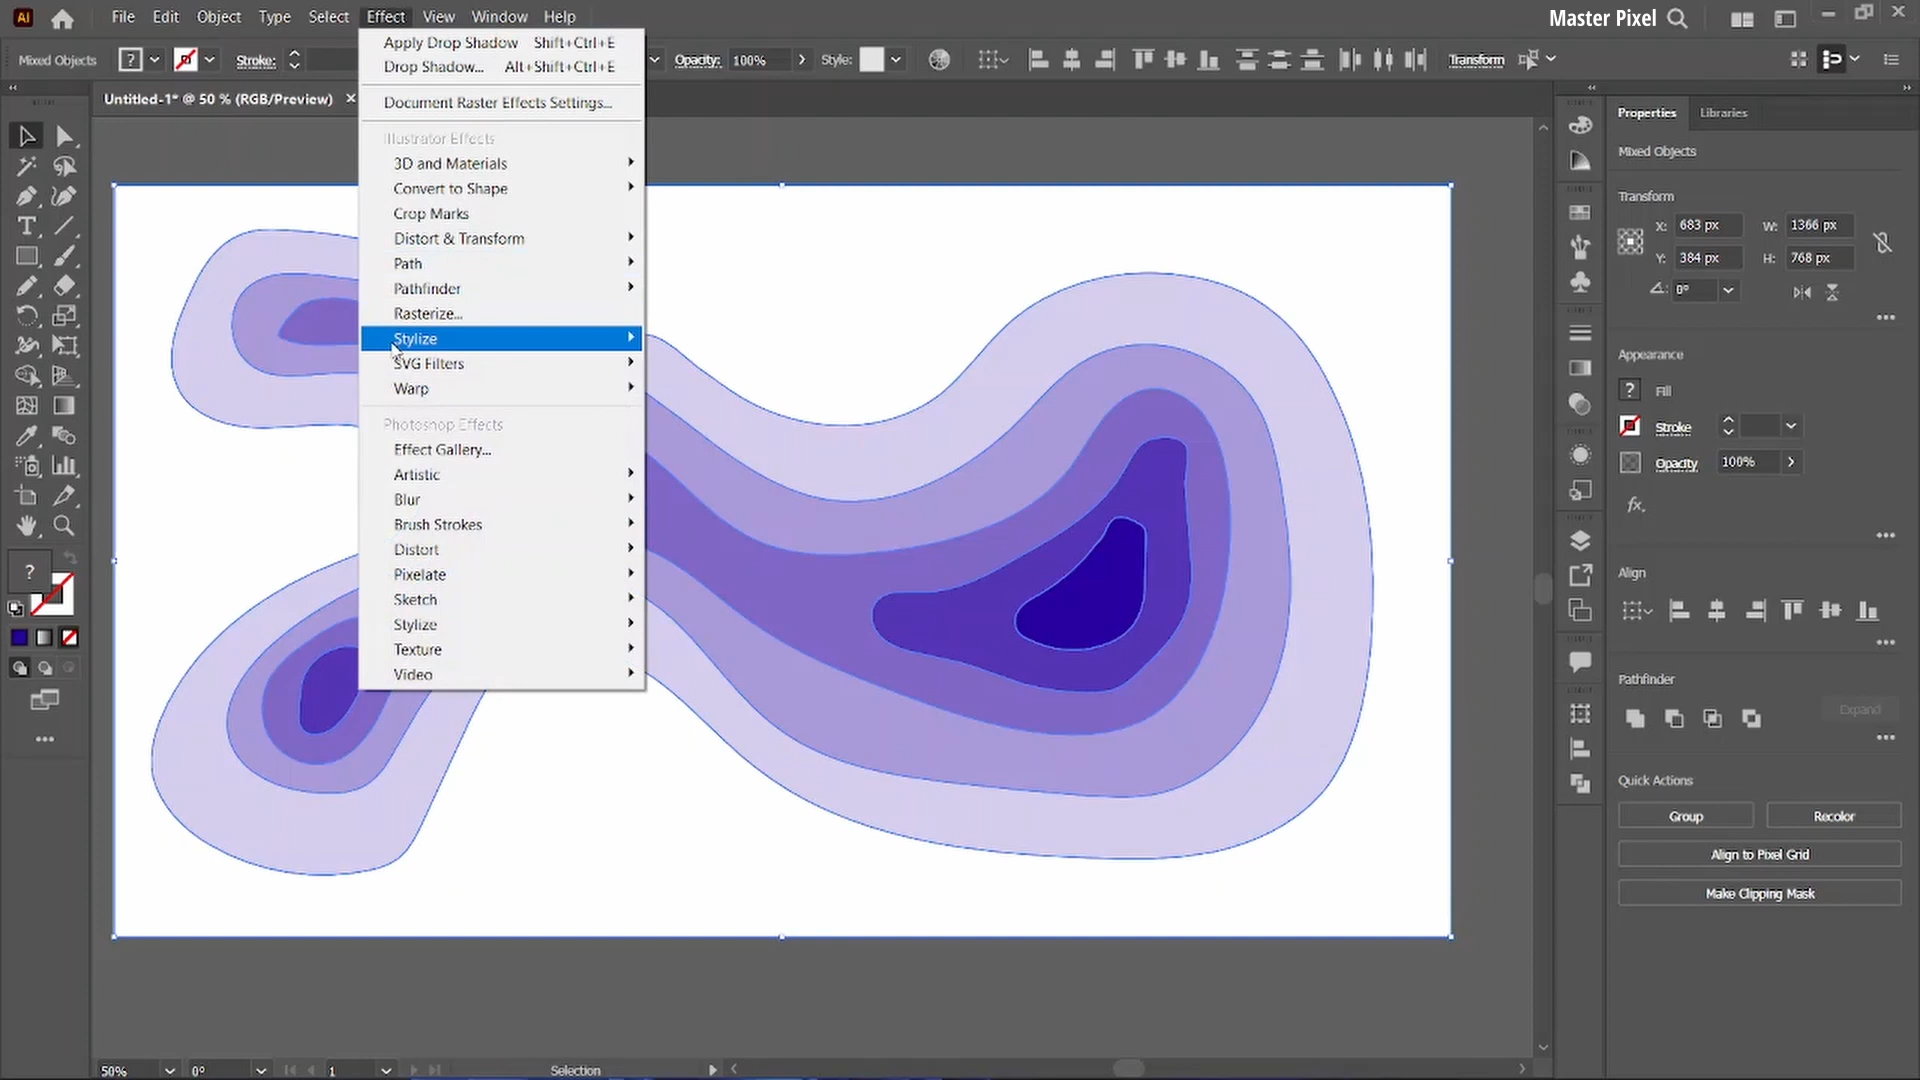 Ai
File Edit Object Type Select Effect View Window Help
Master Pixel
Mixed Objects
?
Stroke:
Opacity: 100%
Style:
Transform
Untitled-1* @ 50 % (RGB/Preview)
Apply Drop Shadow Shift+Ctrl+E
Drop Shadow... Alt+Shift+Ctrl+E
Document Raster Effects Settings...
Illustrator Effects
3D and Materials
Convert to Shape
Crop Marks
Distort & Transform
Path
Pathfinder
Rasterize...
Stylize
SVG Filters
Warp
Photoshop Effects
Effect Gallery...
Artistic
Blur
Brush Strokes
Distort
Pixelate
Sketch
Stylize
Texture
Video
?
Properties Libraries
Mixed Objects
Transform
X: 683 px W: 1366 px
Y: 384 px H: 768 px
0°
Appearance
? Fill
Stroke
Opacity 100%
fx.
Align
Pathfinder
Expand
Quick Actions
Group Recolor
Align to Pixel Grid
Make Clipping Mask
50% 0° 1 Selection